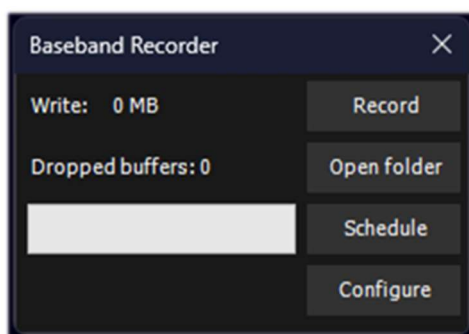 Baseband Recorder
Write: 0 MB
Record
Dropped buffers: 0
Open folder
Schedule
Configure